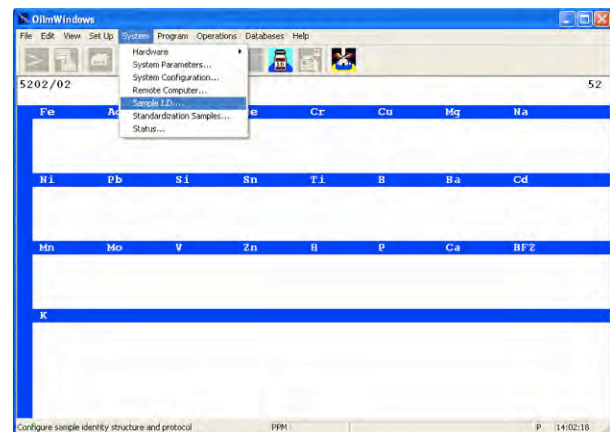 OilmWindows
File Edit View Set Up System Program Operations Databases Help
Hardware
System Parameters...
System Configuration...
Remote Computer...
Sample I.D....
Standardization Samples...
Status...
5202/02 52
Fe e Cr Cu Mg Na
Ni Pb Si Sn Ti B Ba Cd
Mn Mo V Zn H P Ca BFZ
K
Configure sample identity structure and protocol PPM P 14:02:18